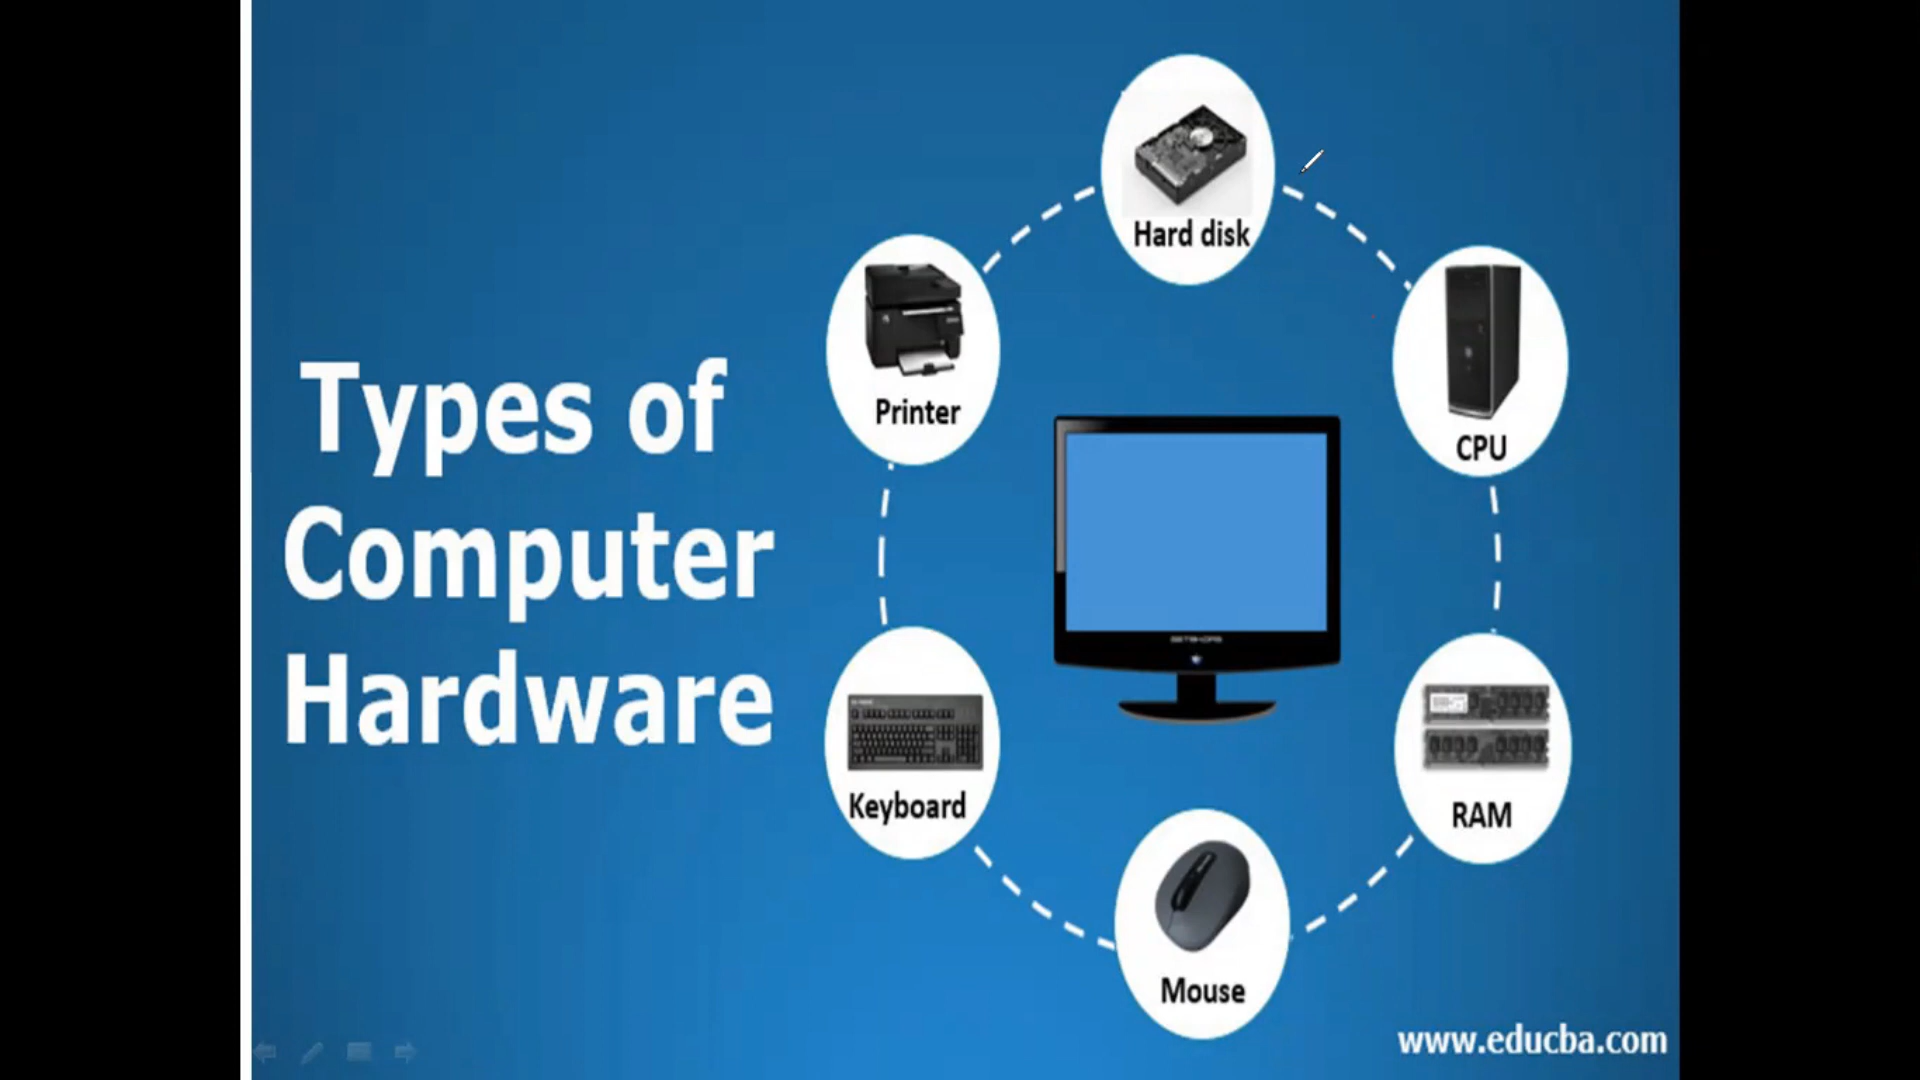 Types of
Computer
Hardware
Hard disk
Printer
CPU
Keyboard
RAM
Mouse
www.educba.com